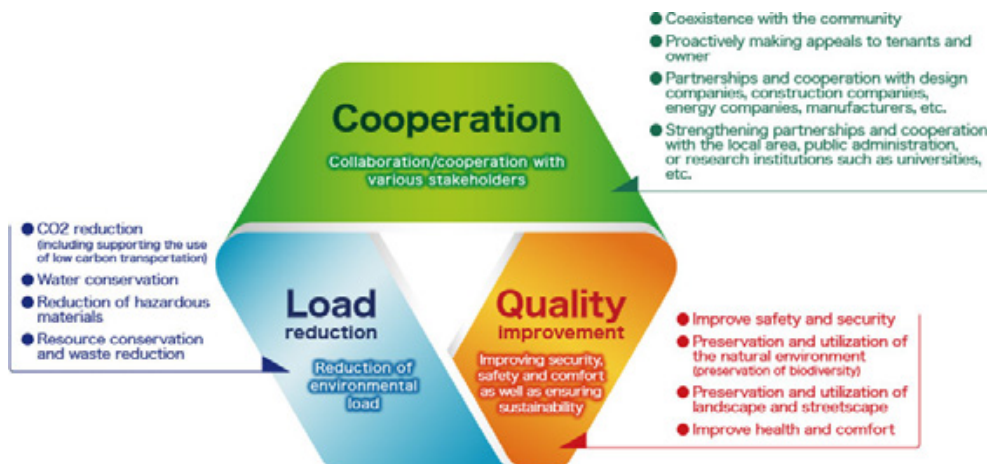 ● Coexistence with the community
● Proactively making appeals to tenants and
owner
● Partnerships and cooperation with design
companies, construction companies,
energy companies, manufacturers, etc.
● Strengthening partnerships and cooperation
with the local area, public administration,
or research institutions such as universities,
etc.
Cooperation
Collaboration/cooperation with
various stakeholders
● CO2 reduction
(including supporting the use
of low carbon transportation)
● Water conservation
● Reduction of hazardous
materials
● Resource conservation
and waste reduction
Load
reduction
Reduction of
environmental
load
Quality
improvement
Improving security,
safety and comfort
as well as ensuring
sustainability
● Improve safety and security
● Preservation and utilization of
the natural environment
(preservation of biodiversity)
● Preservation and utilization of
landscape and streetscape
● Improve health and comfort